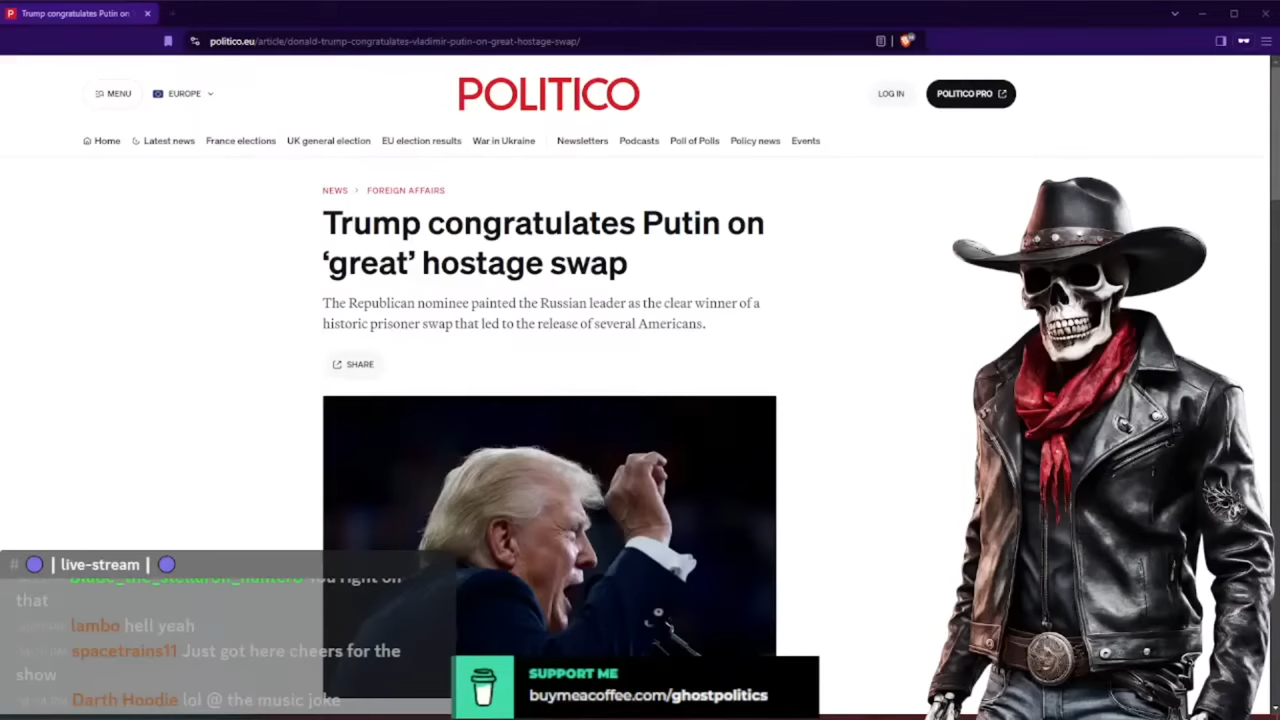 Trump congratulates Putin on
politico.eu/article/donald-trump-congratulates-vladimir-putin-on-great-hostage-swap/
MENU
EUROPE
POLITICO
LOG IN
POLITICO PRO
Home
Latest news
France elections
UK general election
EU election results
War in Ukraine
Newsletters
Podcasts
Poll of Polls
Policy news
Events
NEWS > FOREIGN AFFAIRS
Trump congratulates Putin on
‘great’ hostage swap
The Republican nominee painted the Russian leader as the clear winner of a
historic prisoner swap that led to the release of several Americans.
SHARE
# | live-stream |
You right on
that
lambo hell yeah
spacetrains11 Just got here cheers for the
show
Darth Hoodie lol @ the music joke
SUPPORT ME
buymeacoffee.com/ghostpolitics